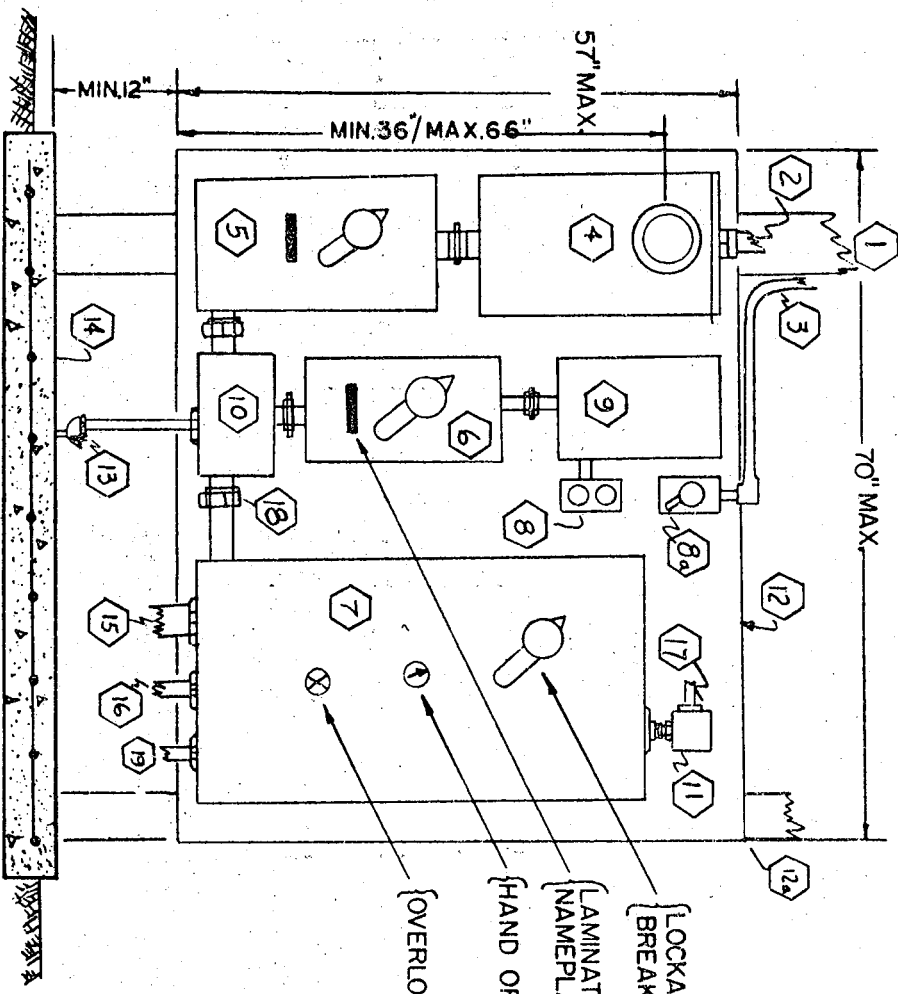 57" MAX.
MIN.12"
MIN.36"/MAX.66"
70" MAX
1
2
3
4
5
6
7
8
8a
9
10
11
12
12a
13
14
15
16
17
18
19
LOCKA
BREAK
LAMINAT
NAMEPL
HAND OF
OVERLO